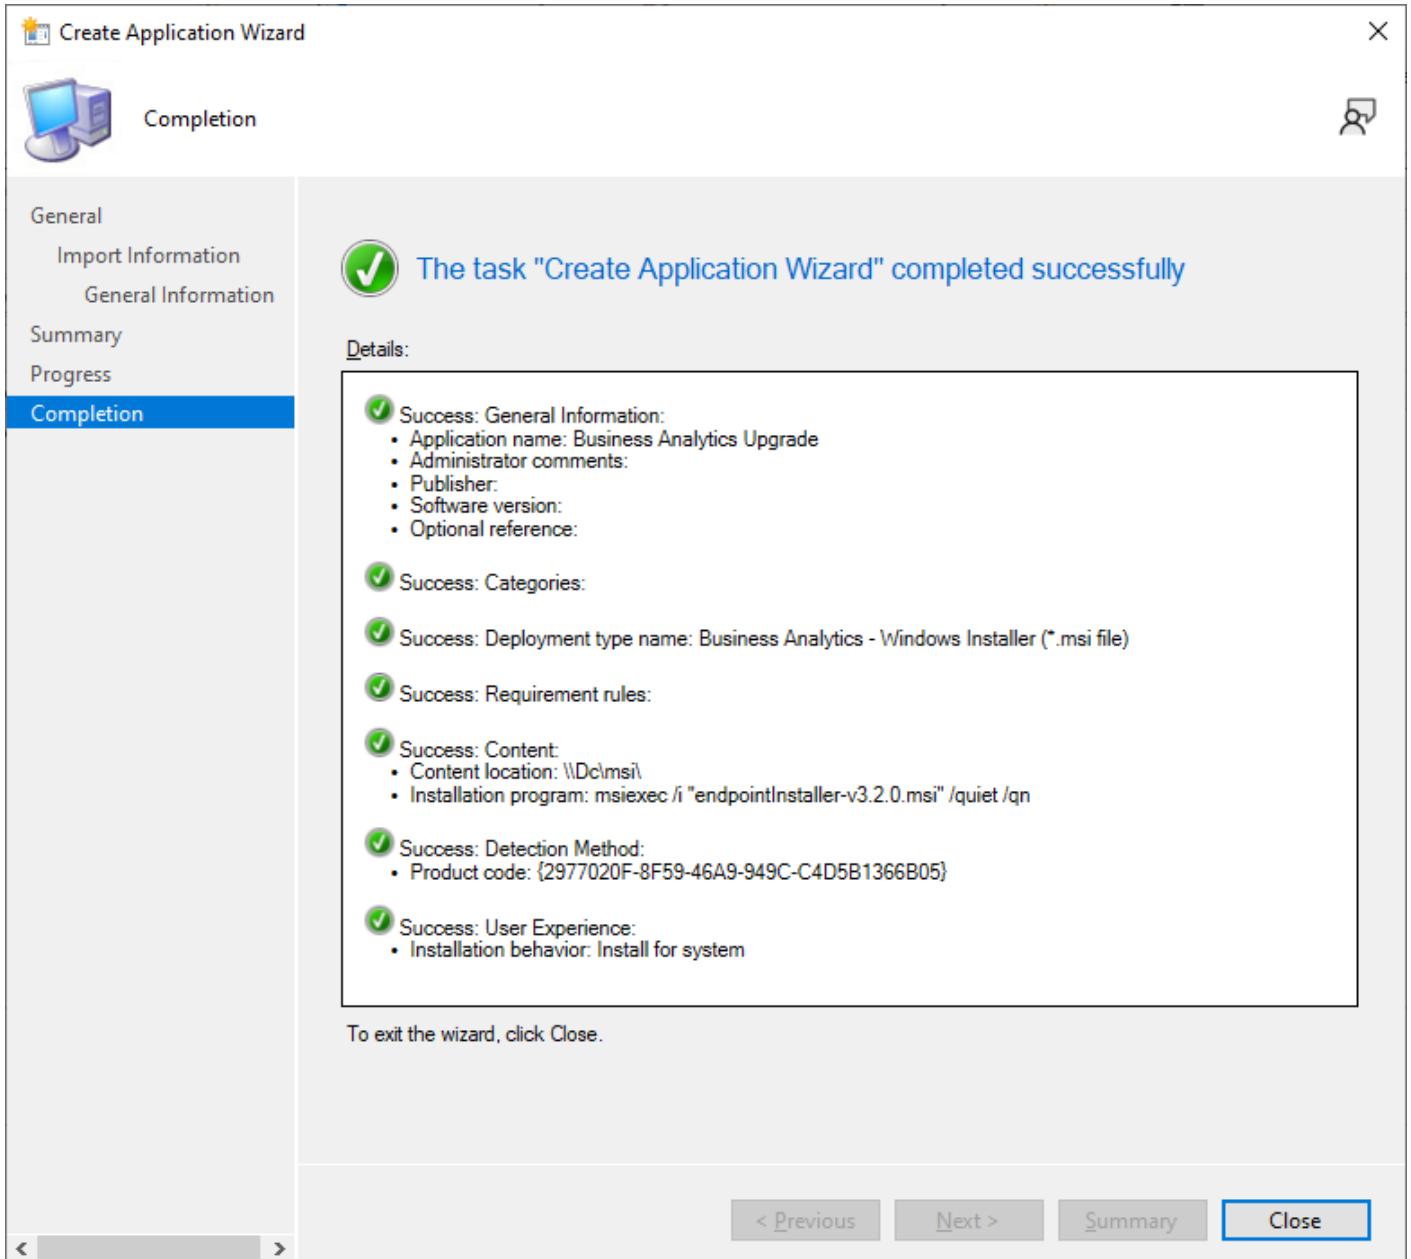 Create Application Wizard
Completion
General
Import Information
General Information
Summary
Progress
Completion
The task "Create Application Wizard" completed successfully
Details:
Success: General Information:
• Application name: Business Analytics Upgrade
• Administrator comments:
• Publisher:
• Software version:
• Optional reference:
Success: Categories:
Success: Deployment type name: Business Analytics - Windows Installer (*.msi file)
Success: Requirement rules:
Success: Content:
• Content location: \\Dc\msi\
• Installation program: msiexec /i "endpointInstaller-v3.2.0.msi" /quiet /qn
Success: Detection Method:
• Product code: {2977020F-8F59-46A9-949C-C4D5B1366B05}
Success: User Experience:
• Installation behavior: Install for system
To exit the wizard, click Close.
< Previous
Next >
Summary
Close